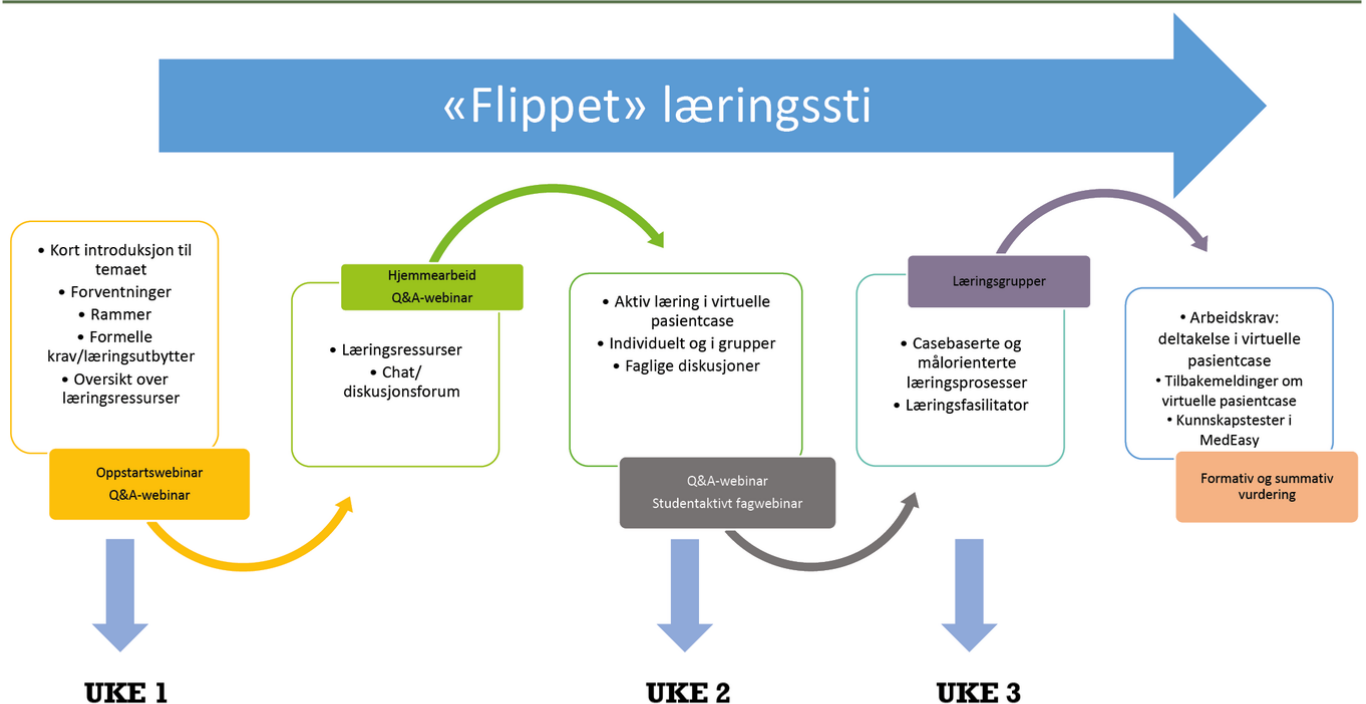 «Flippet» læringssti
• Kort introduksjon til
temaet
• Forventninger
• Rammer
• Formelle
krav/læringsutbytter
• Oversikt over
læringsressurser
Oppstartswebinar
Q&A-webinar
Hjemmearbeid
Q&A-webinar
• Læringsressurser
• Chat/
diskusjonsforum
• Aktiv læring i virtuelle
pasientcase
• Individuelt og i grupper
• Faglige diskusjoner
Q&A-webinar
Studentaktivt fagwebinar
Læringsgrupper
• Casebaserte og
målorienterte
læringsprosesser
• Læringsfasilitator
• Arbeidskrav:
deltakelse i virtuelle
pasientcase
• Tilbakemeldinger om
virtuelle pasientcase
• Kunnskapstester i
MedEasy
Formativ og summativ
vurdering
UKE 1
UKE 2
UKE 3